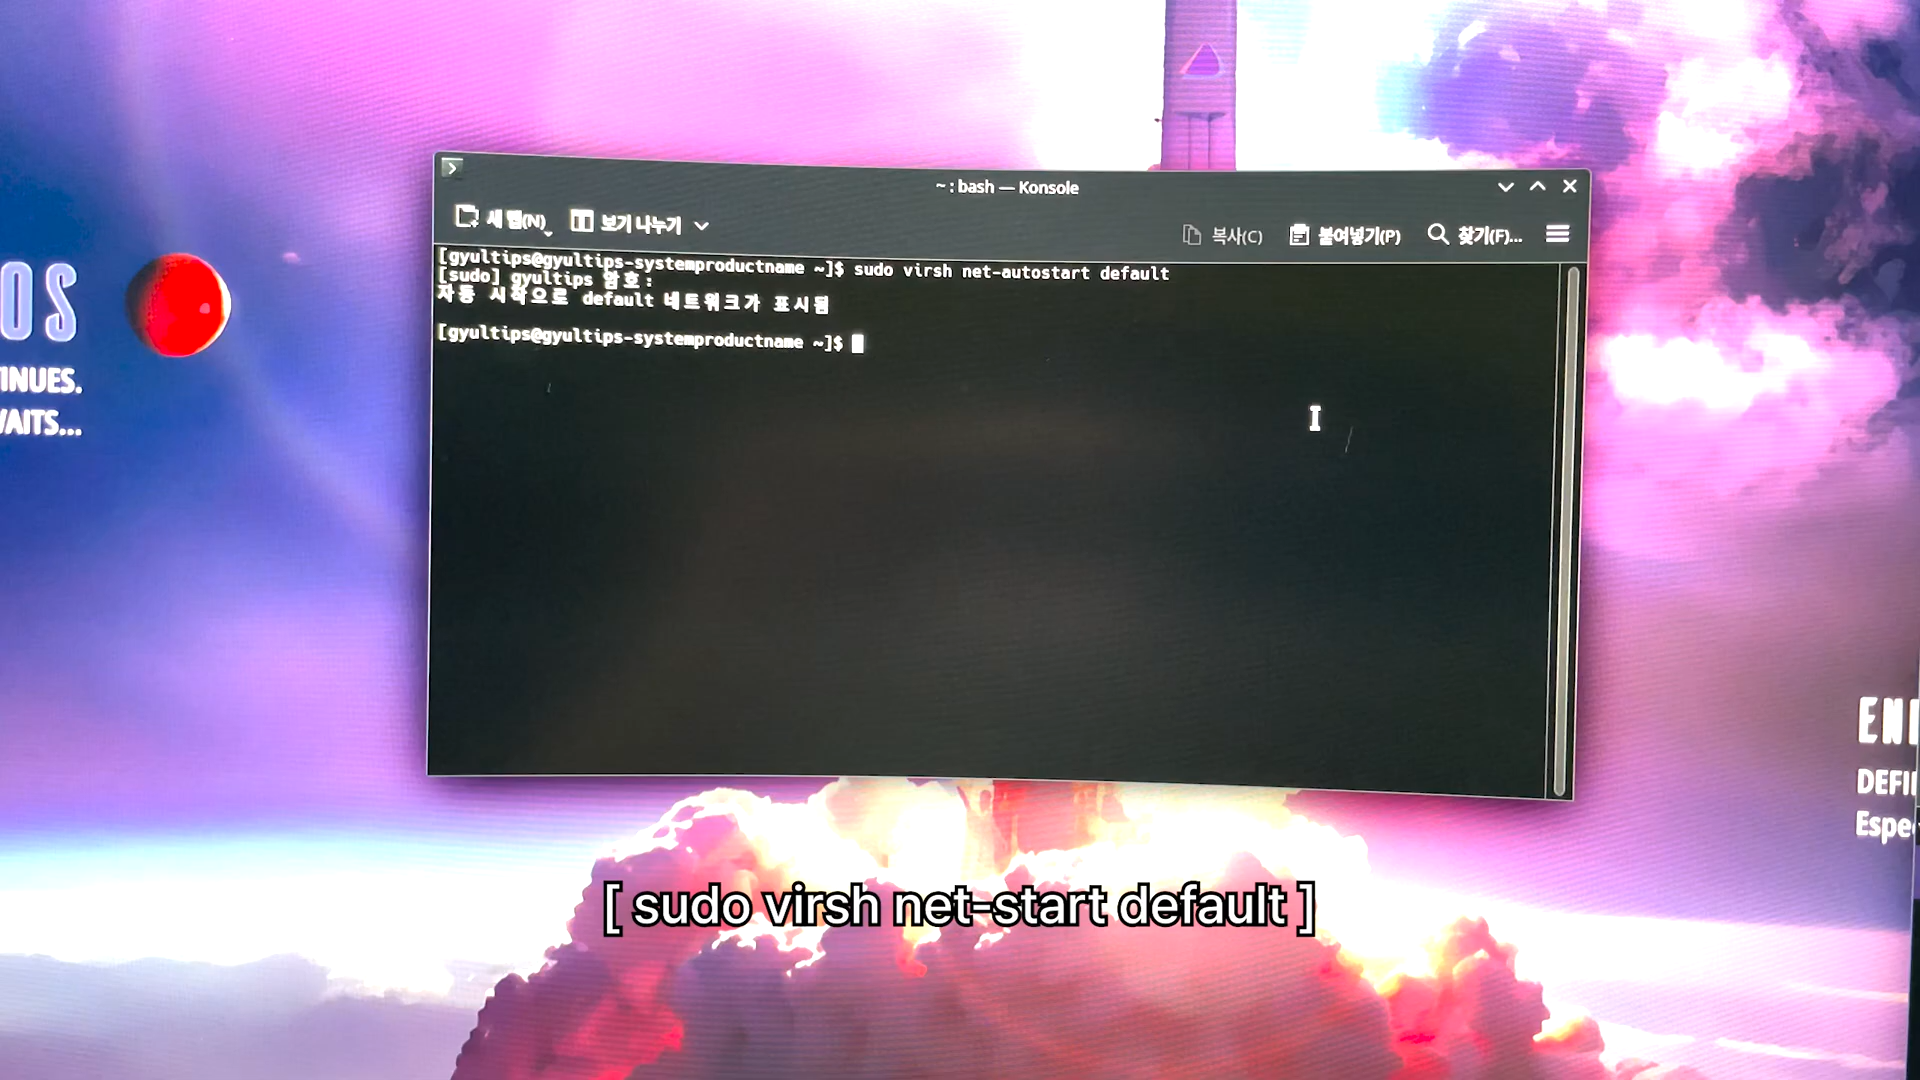 ~ : bash — Konsole
새 탭(N)
보기 나누기
복사(C)
붙여넣기(P)
찾기(F)...
[gyultips@gyultips-systemproductname ~]$ sudo virsh net-autostart default
[sudo] gyultips 암호:
자동 시작으로 default 네트워크가 표시됨
[gyultips@gyultips-systemproductname ~]$
OS
INUES.
WAITS...
EN
DEFI
Espe
[ sudo virsh net-start default ]